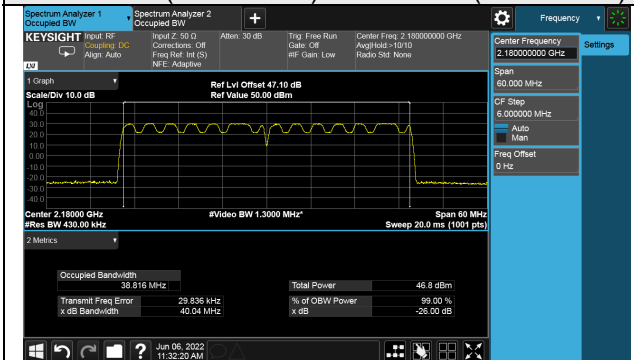 Spectrum Analyzer 1
Occupied BW
Spectrum Analyzer 2
Occupied BW
+
Frequency
KEYSIGHT
Input: RF
Coupling: DC
Align: Auto
Input Z: 50 Ω
Corrections: Off
Freq Ref: Int (S)
NFE: Adaptive
Atten: 30 dB
Trig: Free Run
Gate: Off
#IF Gain: Low
Center Freq: 2.180000000 GHz
Avg|Hold:>10/10
Radio Std: None
LXI
Center Frequency
2.180000000 GHz
Settings
Span
60.000 MHz
CF Step
6.000000 MHz
Auto
Man
Freq Offset
0 Hz
1 Graph
Scale/Div 10.0 dB
Ref Lvl Offset 47.10 dB
Ref Value 50.00 dBm
Log
40.0
30.0
20.0
10.0
0.00
-10.0
-20.0
-30.0
-40.0
Center 2.18000 GHz
#Res BW 430.00 kHz
#Video BW 1.3000 MHz*
Span 60 MHz
Sweep 20.0 ms (1001 pts)
2 Metrics
Occupied Bandwidth
38.816 MHz
Total Power 46.8 dBm
Transmit Freq Error 29.836 kHz
% of OBW Power 99.00 %
x dB Bandwidth 40.04 MHz
x dB -26.00 dB
?
Jun 06, 2022
11:32:20 AM